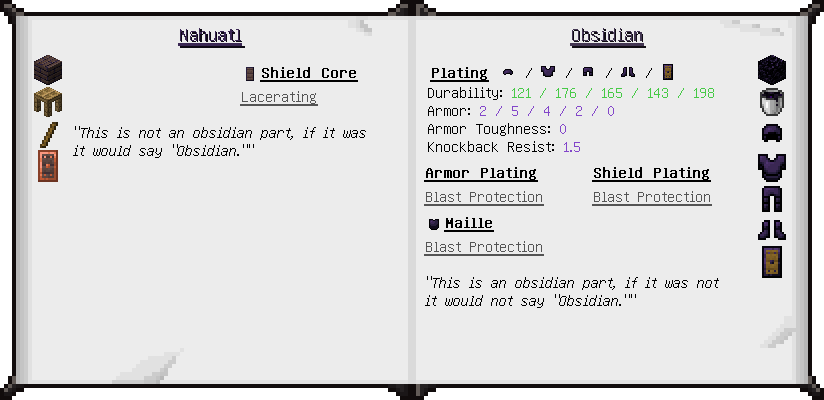 Nahuatl
Shield Core
Lacerating
"This is not an obsidian part, if it was
it would say "Obsidian.""
Obsidian
Plating / / / /
Durability: 121 / 176 / 165 / 143 / 198
Armor: 2 / 5 / 4 / 2 / 0
Armor Toughness: 0
Knockback Resist: 1.5
Armor Plating Shield Plating
Blast Protection Blast Protection
Maille
Blast Protection
"This is an obsidian part, if it was not
it would not say "Obsidian.""